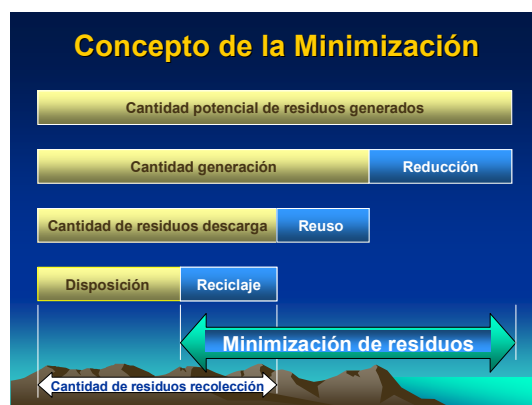 Concepto de la Minimización
Cantidad potencial de residuos generados
Cantidad generación
Reducción
Cantidad de residuos descarga
Reuso
Disposición
Reciclaje
Minimización de residuos
Cantidad de residuos recolección